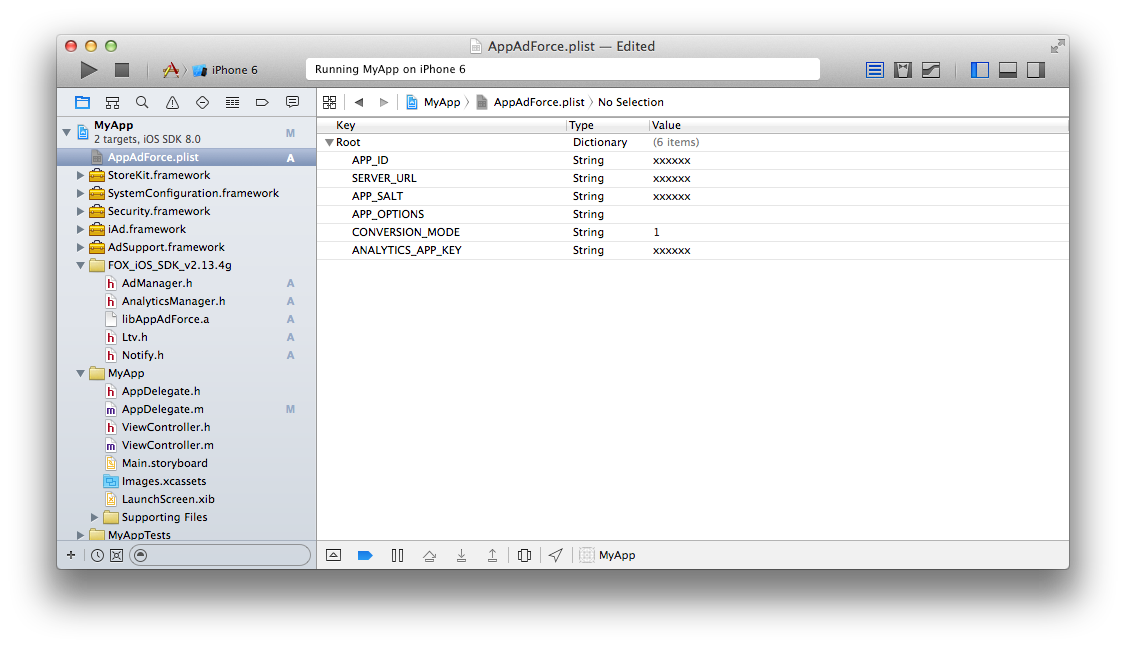 AppAdForce.plist — Edited
iPhone 6
Running MyApp on iPhone 6
MyApp
AppAdForce.plist
No Selection
MyApp
2 targets, iOS SDK 8.0
M
AppAdForce.plist
A
StoreKit.framework
SystemConfiguration.framework
Security.framework
iAd.framework
AdSupport.framework
FOX_iOS_SDK_v2.13.4g
h AdManager.h A
h AnalyticsManager.h A
libAppAdForce.a A
h Ltv.h A
h Notify.h A
MyApp
h AppDelegate.h
m AppDelegate.m M
h ViewController.h
m ViewController.m
Main.storyboard
Images.xcassets
LaunchScreen.xib
Supporting Files
MyAppTests
Key Type Value
Root Dictionary (6 items)
APP_ID String xxxxxx
SERVER_URL String xxxxxx
APP_SALT String xxxxxx
APP_OPTIONS String
CONVERSION_MODE String 1
ANALYTICS_APP_KEY String xxxxxx
MyApp